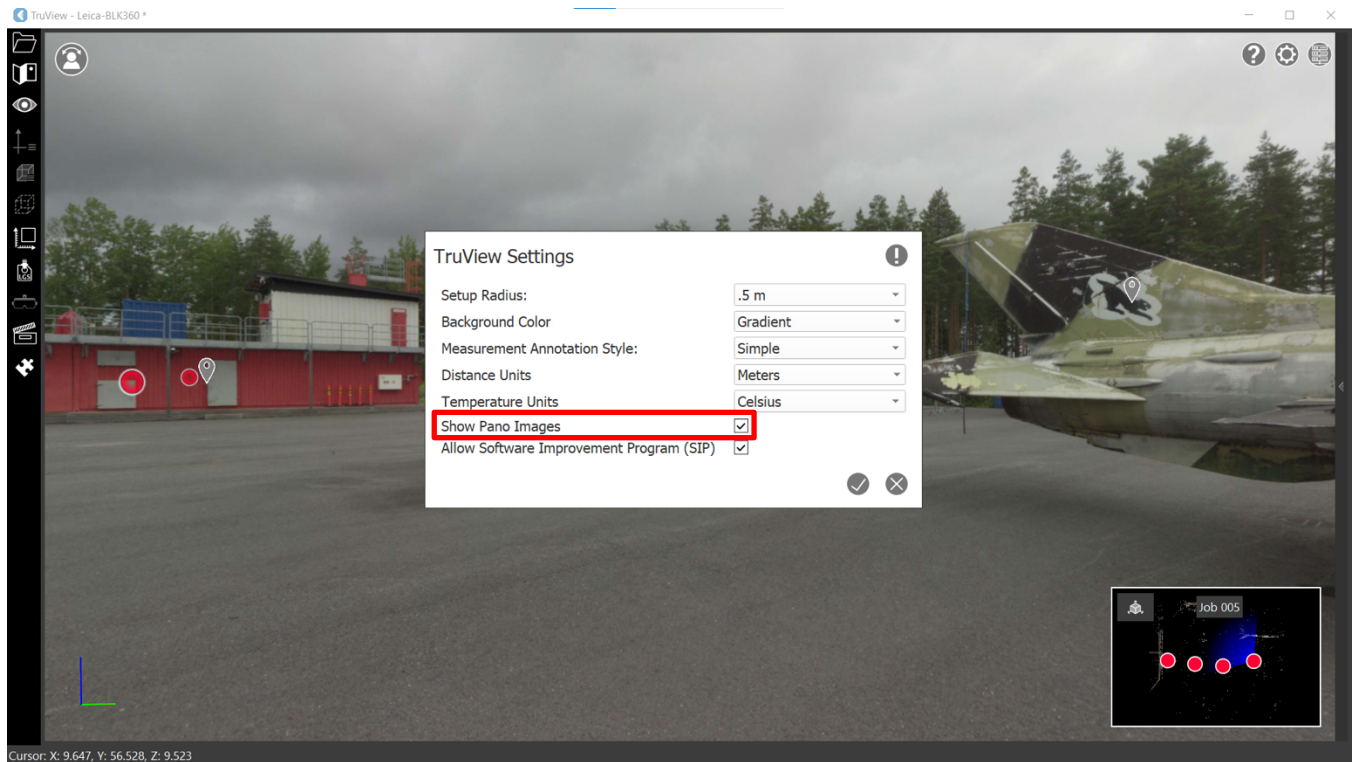 TruView - Leica-BLK360 *
TruView Settings
Setup Radius: .5 m
Background Color Gradient
Measurement Annotation Style: Simple
Distance Units Meters
Temperature Units Celsius
Show Pano Images
Allow Software Improvement Program (SIP)
LGS
Job 005
Cursor: X: 9.647, Y: 56.528, Z: 9.523